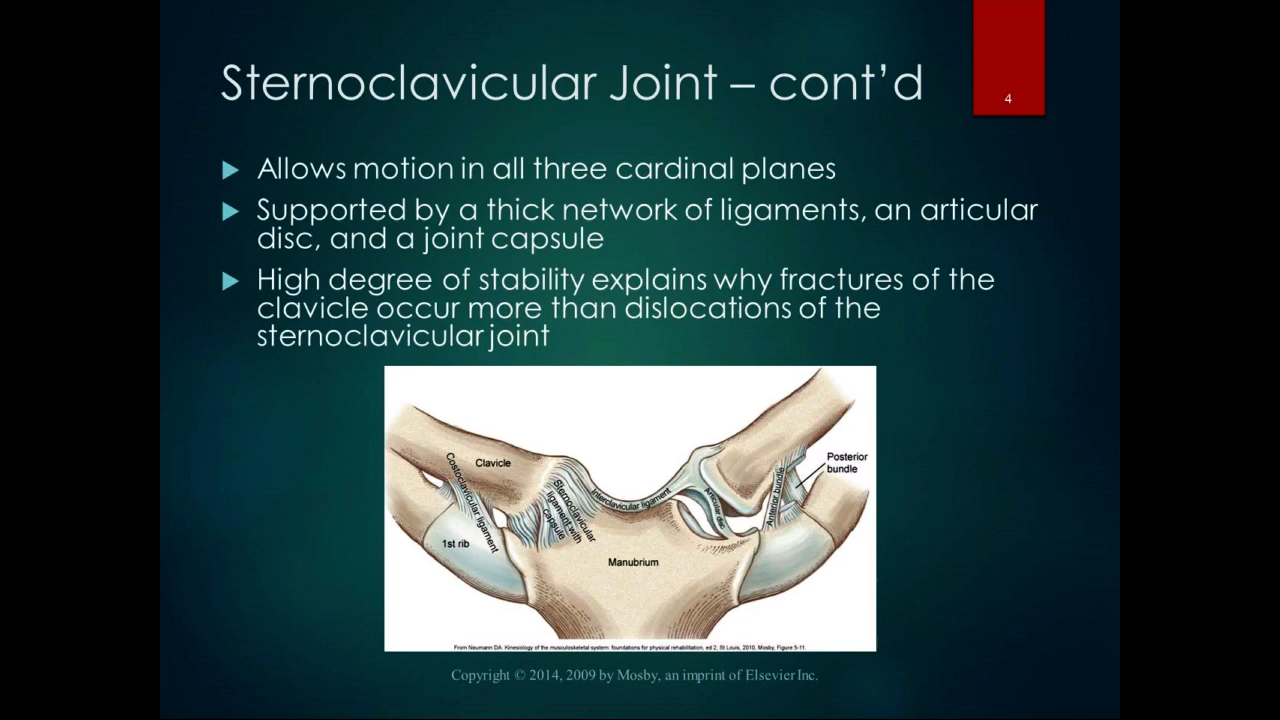 Sternoclavicular Joint – cont’d
4
Allows motion in all three cardinal planes
Supported by a thick network of ligaments, an articular
disc, and a joint capsule
High degree of stability explains why fractures of the
clavicle occur more than dislocations of the
sternoclavicular joint
Clavicle
Costoclavicular ligament
1st rib
Sternoclavicular
ligament with
capsule
Interclavicular ligament
Articular disc
Manubrium
Anterior bundle
Posterior
bundle
From Neumann DA: Kinesiology of the musculoskeletal system: foundations for physical rehabilitation, ed 2, St Louis, 2010, Mosby, Figure 5-11.
Copyright © 2014, 2009 by Mosby, an imprint of Elsevier Inc.